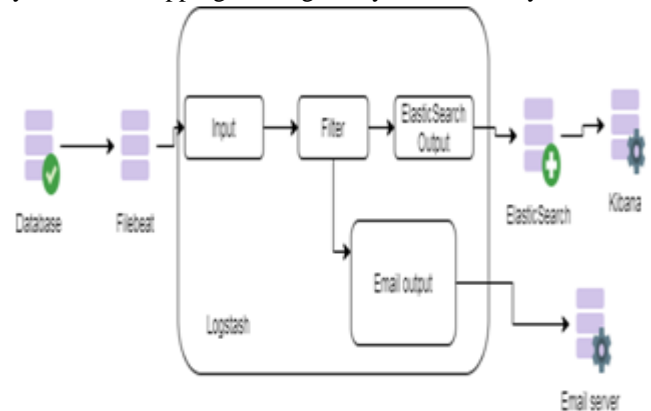 Input
Filter
ElasticSearch
Output
Database
Filebeat
ElasticSearch
Kibana
Email output
Logstash
Email server